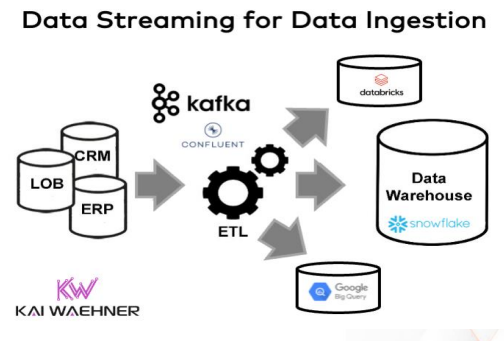 Data Streaming for Data Ingestion
kafka
CONFLUENT
databricks
CRM
LOB
ERP
ETL
Data
Warehouse
snowflake
Google
Big Query
KW
KAI WAEHNER